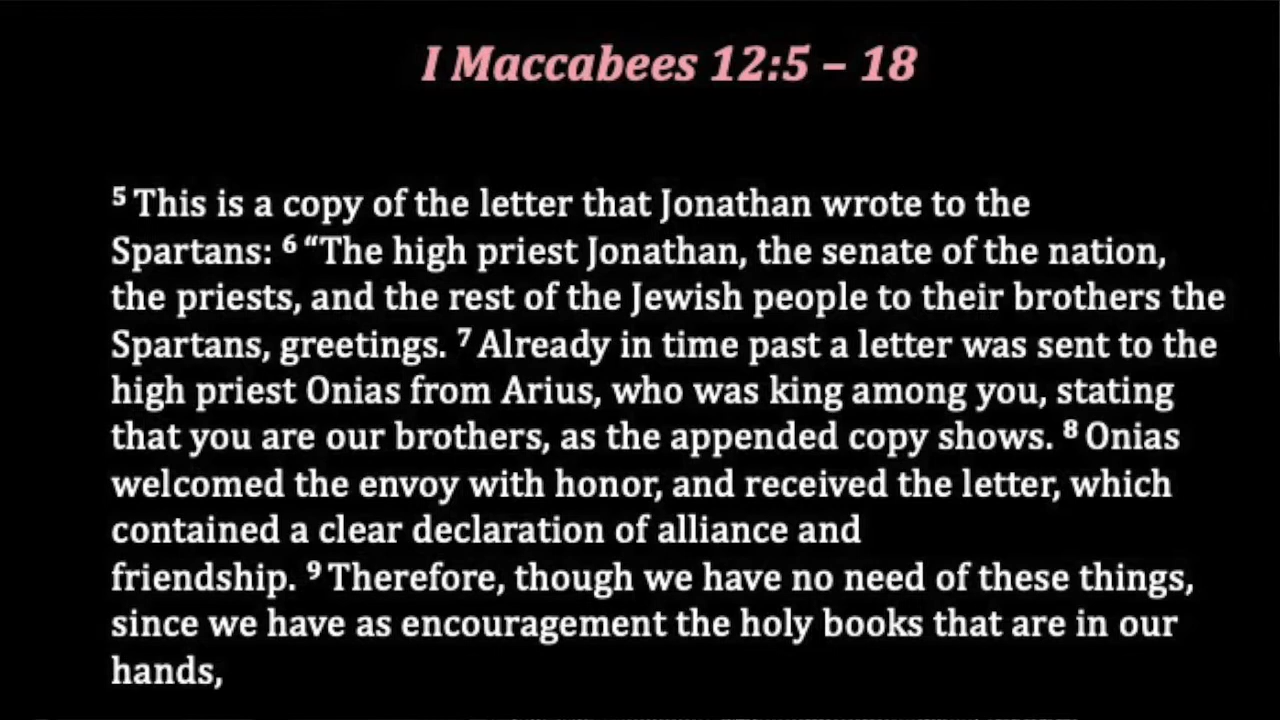 I Maccabees 12:5 – 18
5 This is a copy of the letter that Jonathan wrote to the
Spartans: 6 “The high priest Jonathan, the senate of the nation,
the priests, and the rest of the Jewish people to their brothers the
Spartans, greetings. 7 Already in time past a letter was sent to the
high priest Onias from Arius, who was king among you, stating
that you are our brothers, as the appended copy shows. 8 Onias
welcomed the envoy with honor, and received the letter, which
contained a clear declaration of alliance and
friendship. 9 Therefore, though we have no need of these things,
since we have as encouragement the holy books that are in our
hands,